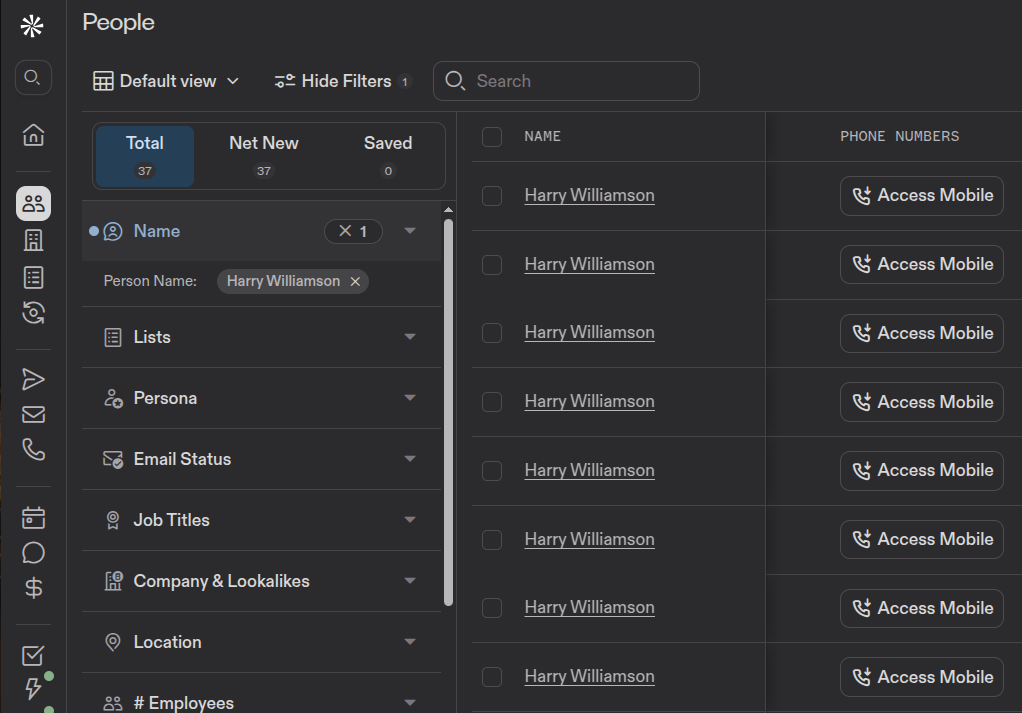 People
Default view
Hide Filters 1
Search
Total
37
Net New
37
Saved
0
Name
1
Person Name: Harry Williamson
Lists
Persona
Email Status
Job Titles
Company & Lookalikes
Location
# Employees
NAME PHONE NUMBERS
Harry Williamson Access Mobile
Harry Williamson Access Mobile
Harry Williamson Access Mobile
Harry Williamson Access Mobile
Harry Williamson Access Mobile
Harry Williamson Access Mobile
Harry Williamson Access Mobile
Harry Williamson Access Mobile